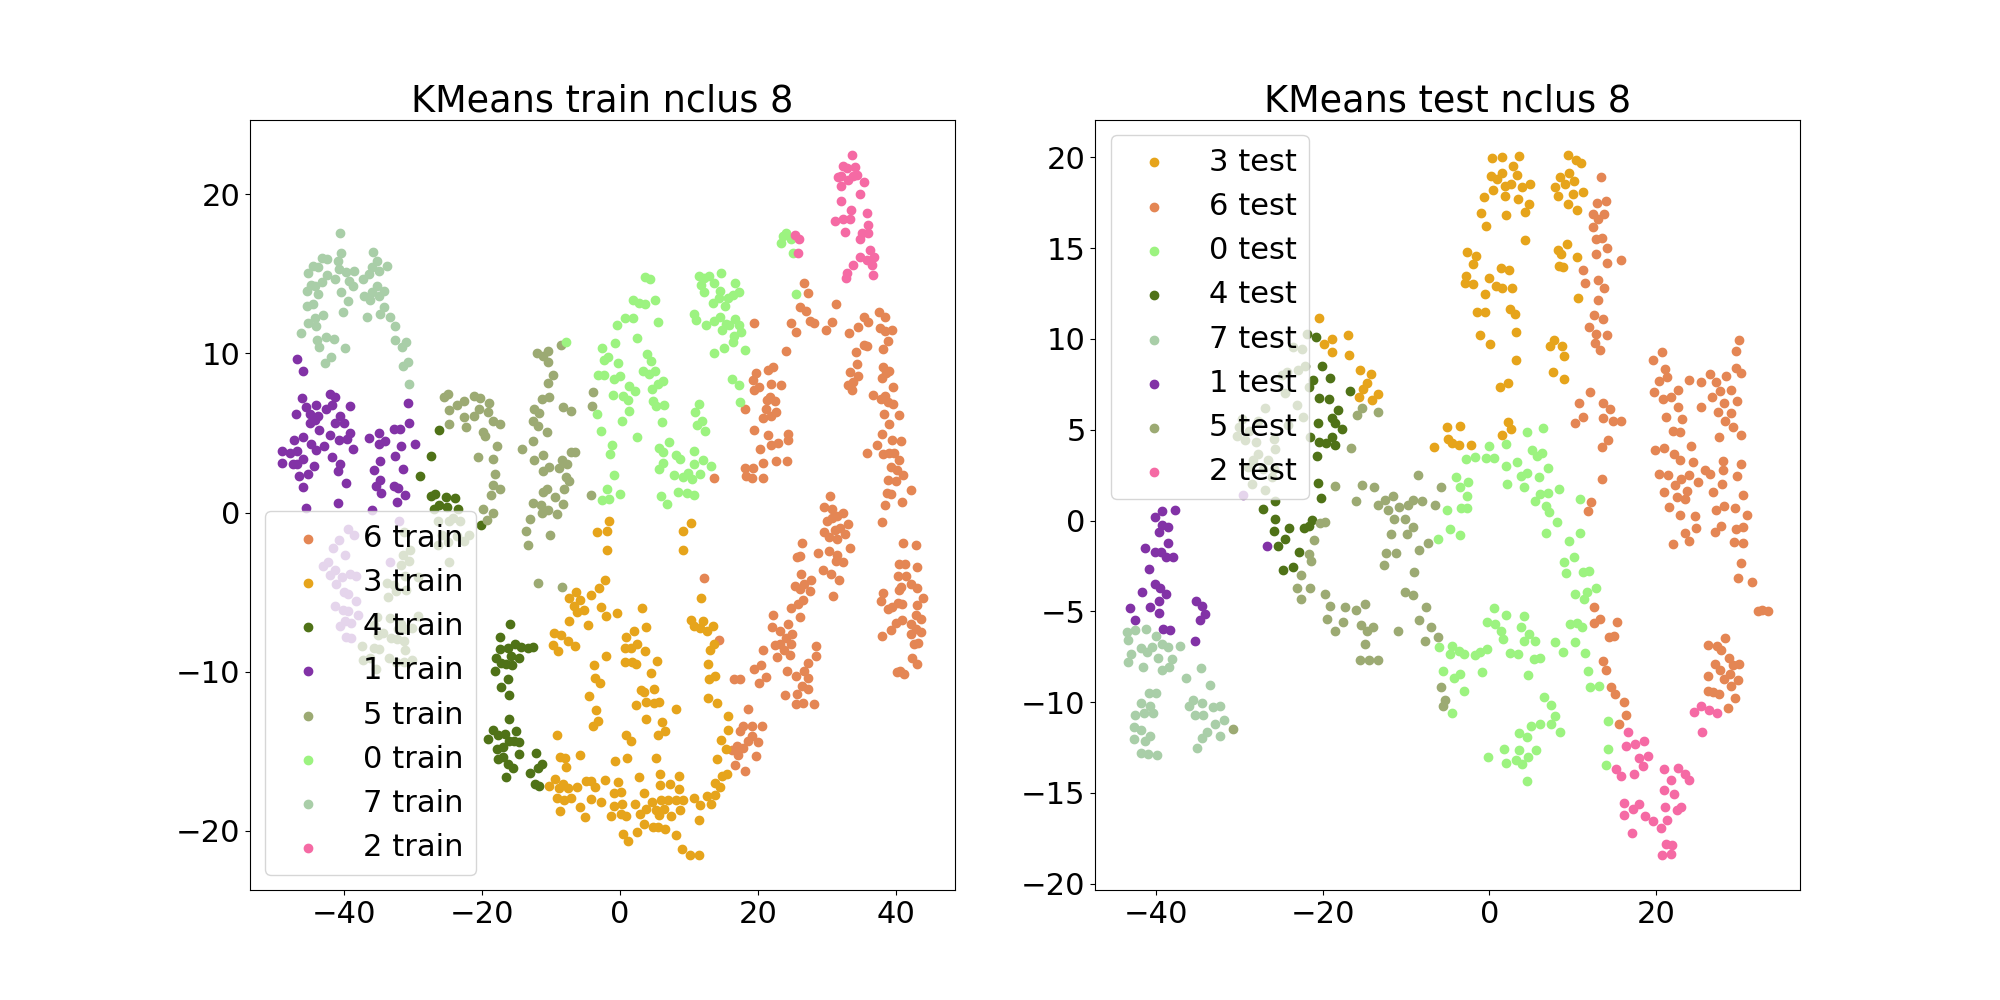 KMeans train nclus 8
20
10
0
−10
−20
−40
−20
0
20
40
6 train
3 train
4 train
1 train
5 train
0 train
7 train
2 train
KMeans test nclus 8
20
15
10
5
0
−5
−10
−15
−20
−40
−20
0
20
3 test
6 test
0 test
4 test
7 test
1 test
5 test
2 test